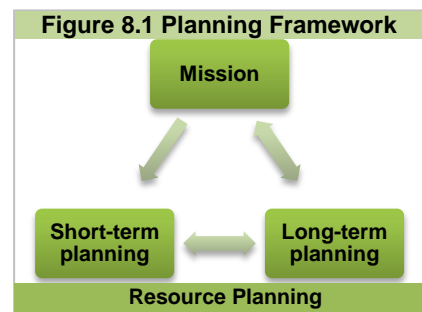 Figure 8.1 Planning Framework
Mission
Short-term
planning
Long-term
planning
Resource Planning